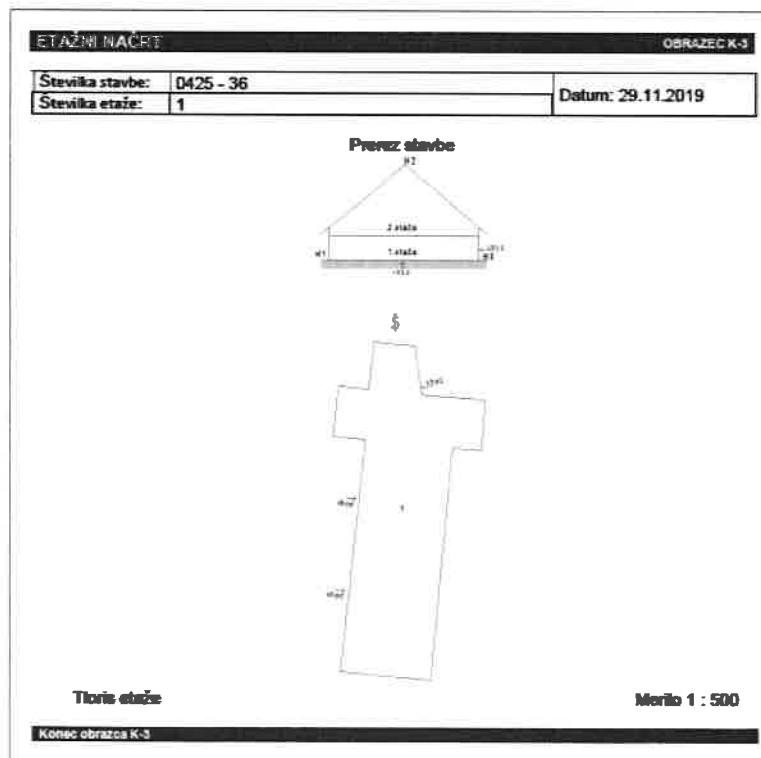 ETAŽNI NAČRT OBRAZEC K-3
Številka stavbe: 0425 - 36 Datum: 29.11.2019
Številka etaže: 1
Prerez stavbe
2 etaža
1 etaža
1
Tloris etaže Merilo 1 : 500
Konec obrazca K-3